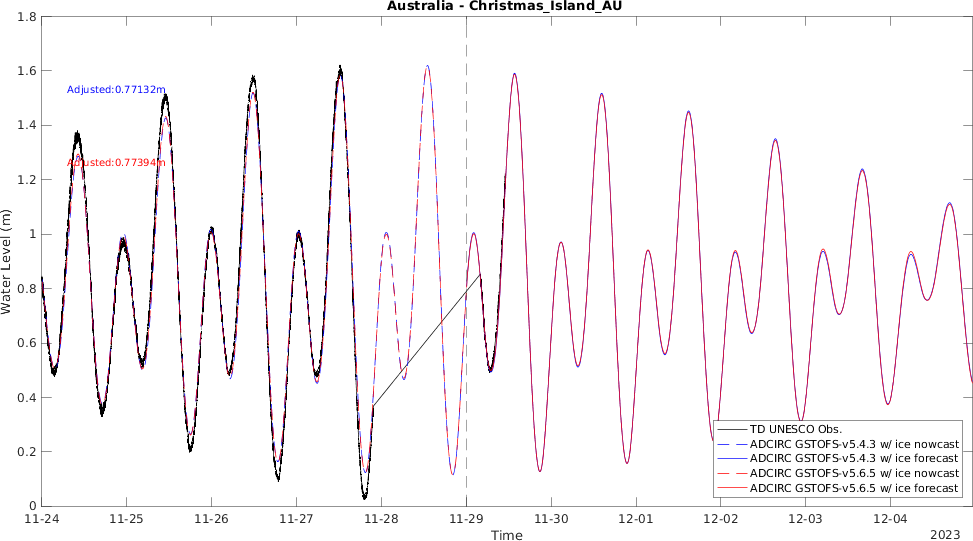 Australia - Christmas_Island_AU
1.8
1.6
1.4
1.2
1
0.8
0.6
0.4
0.2
0
Water Level (m)
Adjusted:0.77132m
Adjusted:0.77394m
TD UNESCO Obs.
ADCIRC GSTOFS-v5.4.3 w/ ice nowcast
ADCIRC GSTOFS-v5.4.3 w/ ice forecast
ADCIRC GSTOFS-v5.6.5 w/ ice nowcast
ADCIRC GSTOFS-v5.6.5 w/ ice forecast
11-24 11-25 11-26 11-27 11-28 11-29 11-30 12-01 12-02 12-03 12-04
Time
2023